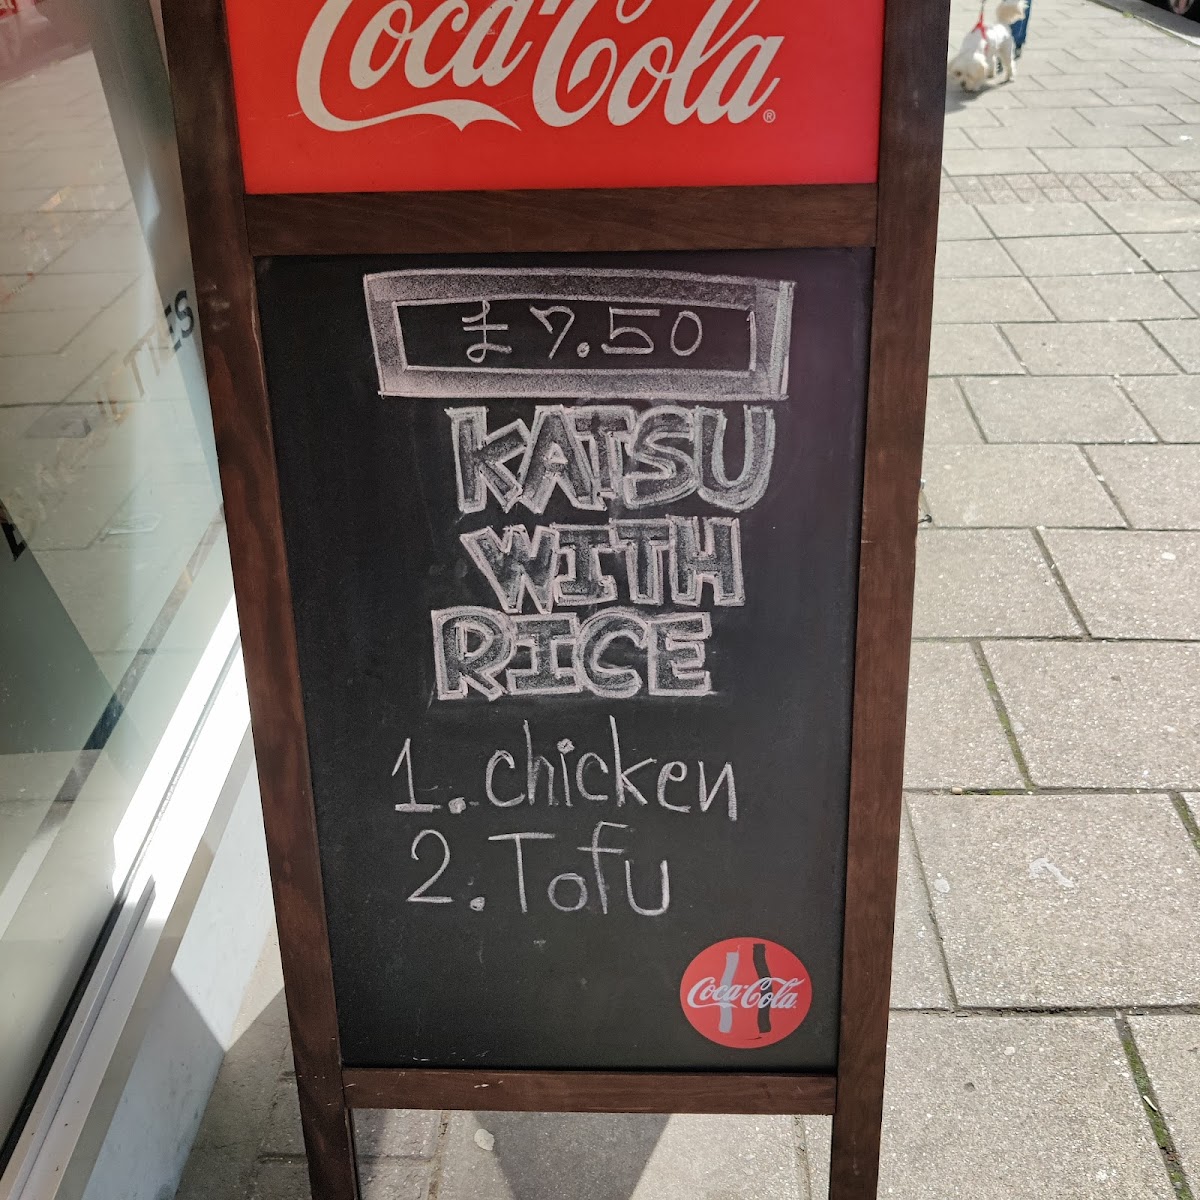 Coca-Cola®
£7.50
KATSU
WITH
RICE
1. chicken
2. Tofu
Coca-Cola